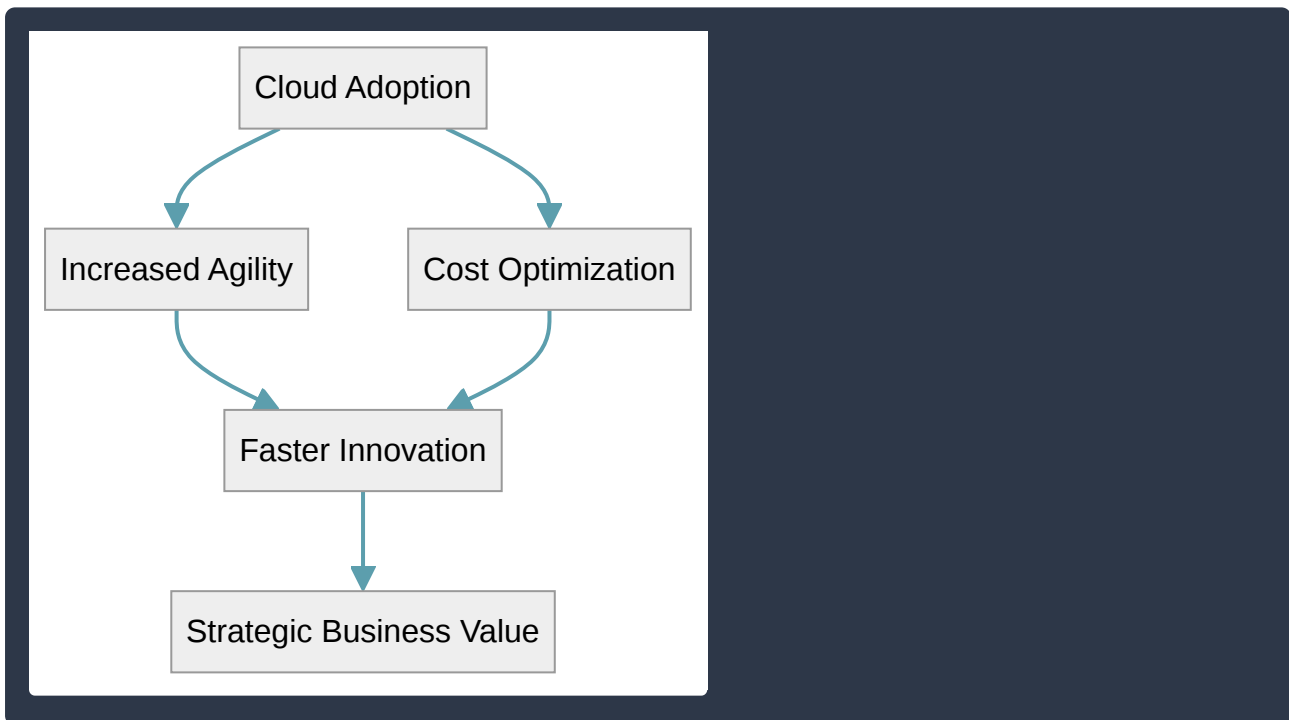 Cloud Adoption
Increased Agility
Cost Optimization
Faster Innovation
Strategic Business Value